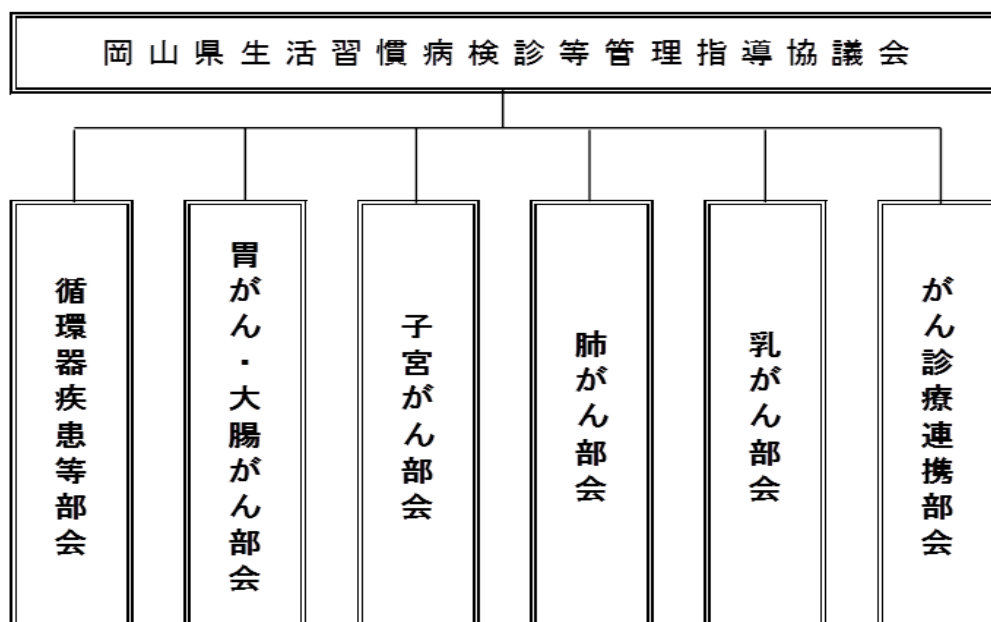 岡山県生活習慣病検診等管理指導協議会
循環器疾患等部会
胃がん・大腸がん部会
子宮がん部会
肺がん部会
乳がん部会
がん診療連携部会